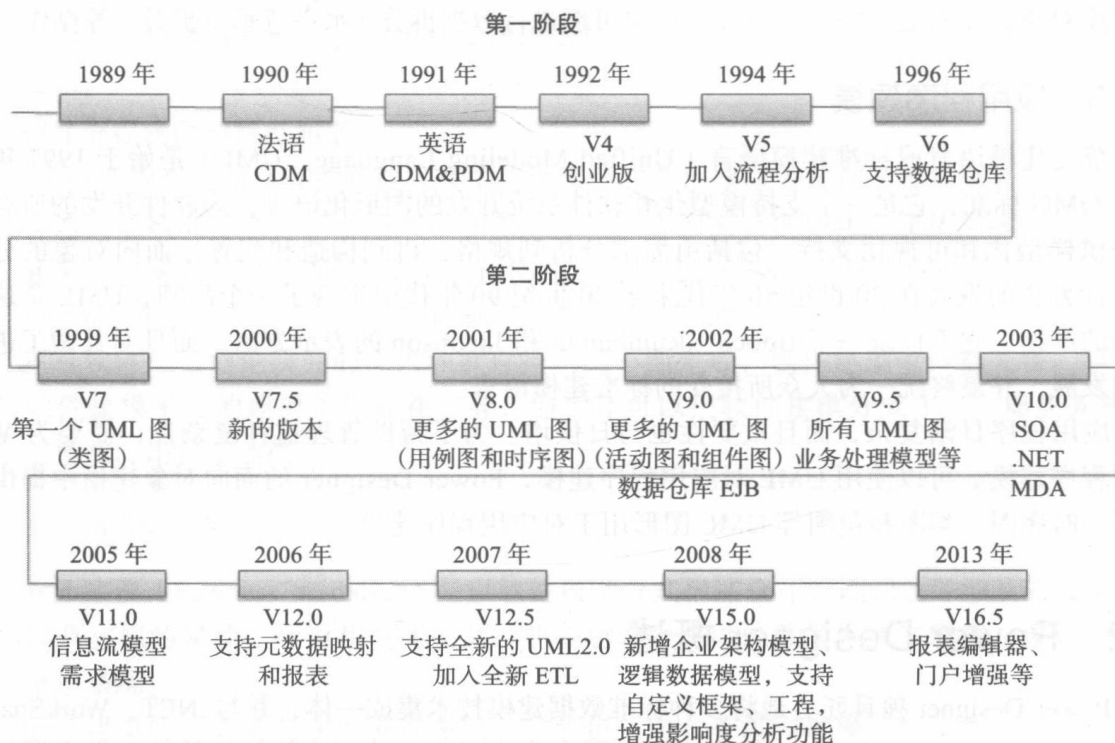 第一阶段
1989 年 1990 年 1991 年 1992 年 1994 年 1996 年
法语 英语 V4 V5 V6
CDM CDM&PDM 创业版 加入流程分析 支持数据仓库
第二阶段
1999 年 2000 年 2001 年 2002 年 2003 年
V7 V7.5 V8.0 V9.0 V9.5 V10.0
第一个 UML 图 新的版本 更多的 UML 图 更多的 UML 图 所有 UML 图 SOA
(类图) (用例图和时序图) (活动图和组件图) 业务处理模型等 .NET
数据仓库 EJB MDA
2005 年 2006 年 2007 年 2008 年 2013 年
V11.0 V12.0 V12.5 V15.0 V16.5
信息流模型 支持元数据映射 支持全新的 UML2.0 新增企业架构模型、 报表编辑器、
需求模型 和报表 加入全新 ETL 逻辑数据模型，支持 门户增强等
自定义框架、工程，
增强影响度分析功能